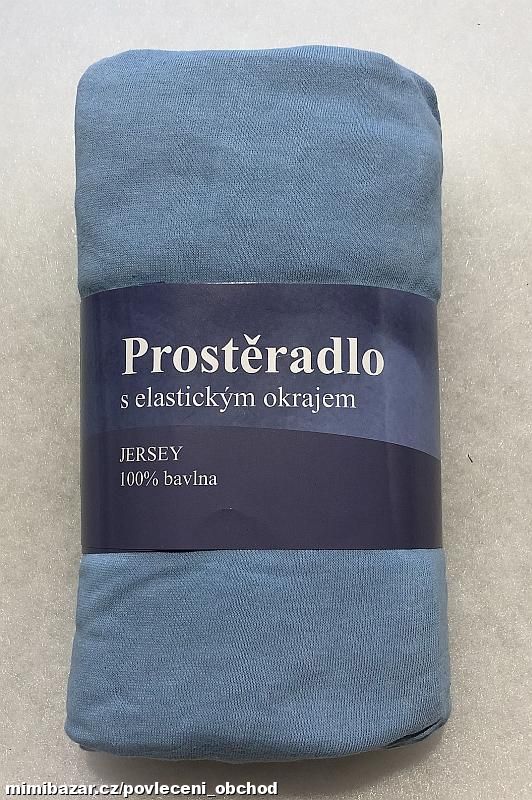 Prostěradlo
s elastickým okrajem
JERSEY
100% bavlna
mimibazar.cz/povleceni_obchod